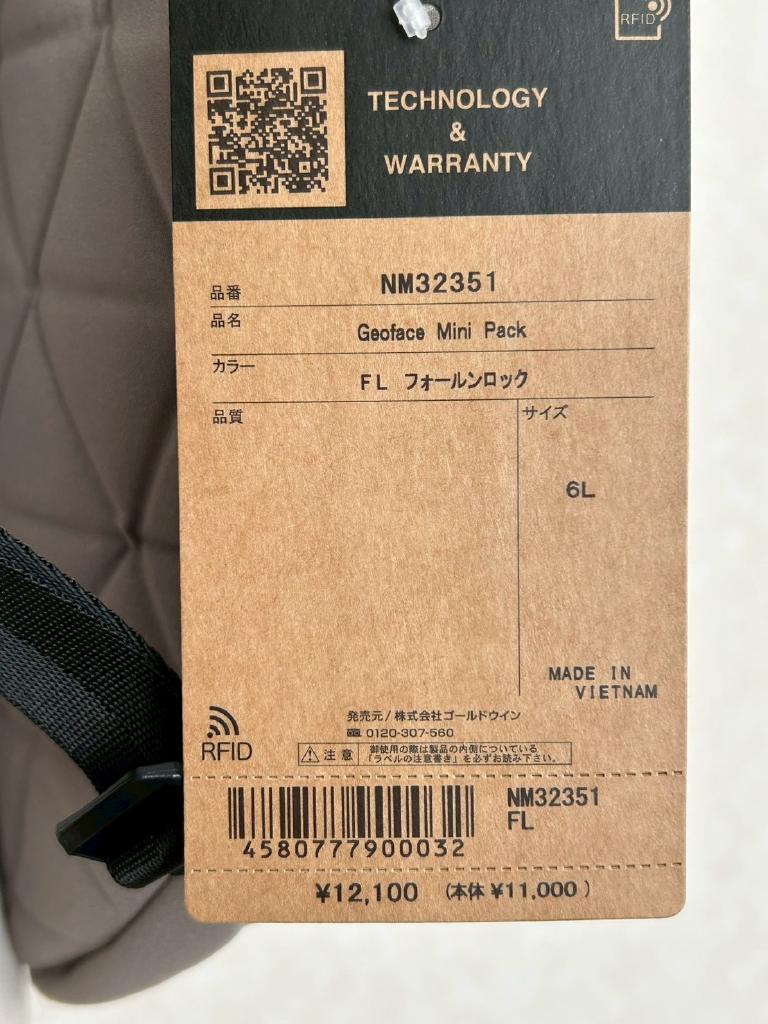 RFID
TECHNOLOGY
&
WARRANTY
品番 NM32351
品名 Geoface Mini Pack
カラー FL フォールンロック
品質 サイズ
6L
MADE IN
VIETNAM
発売元/株式会社ゴールドウイン
0120-307-560
RFID
注意 御使用の際は製品の内側についている
「ラベルの注意書き」を必ずお読み下さい。
NM32351
FL
4580777900032
¥12,100 (本体 ¥11,000)